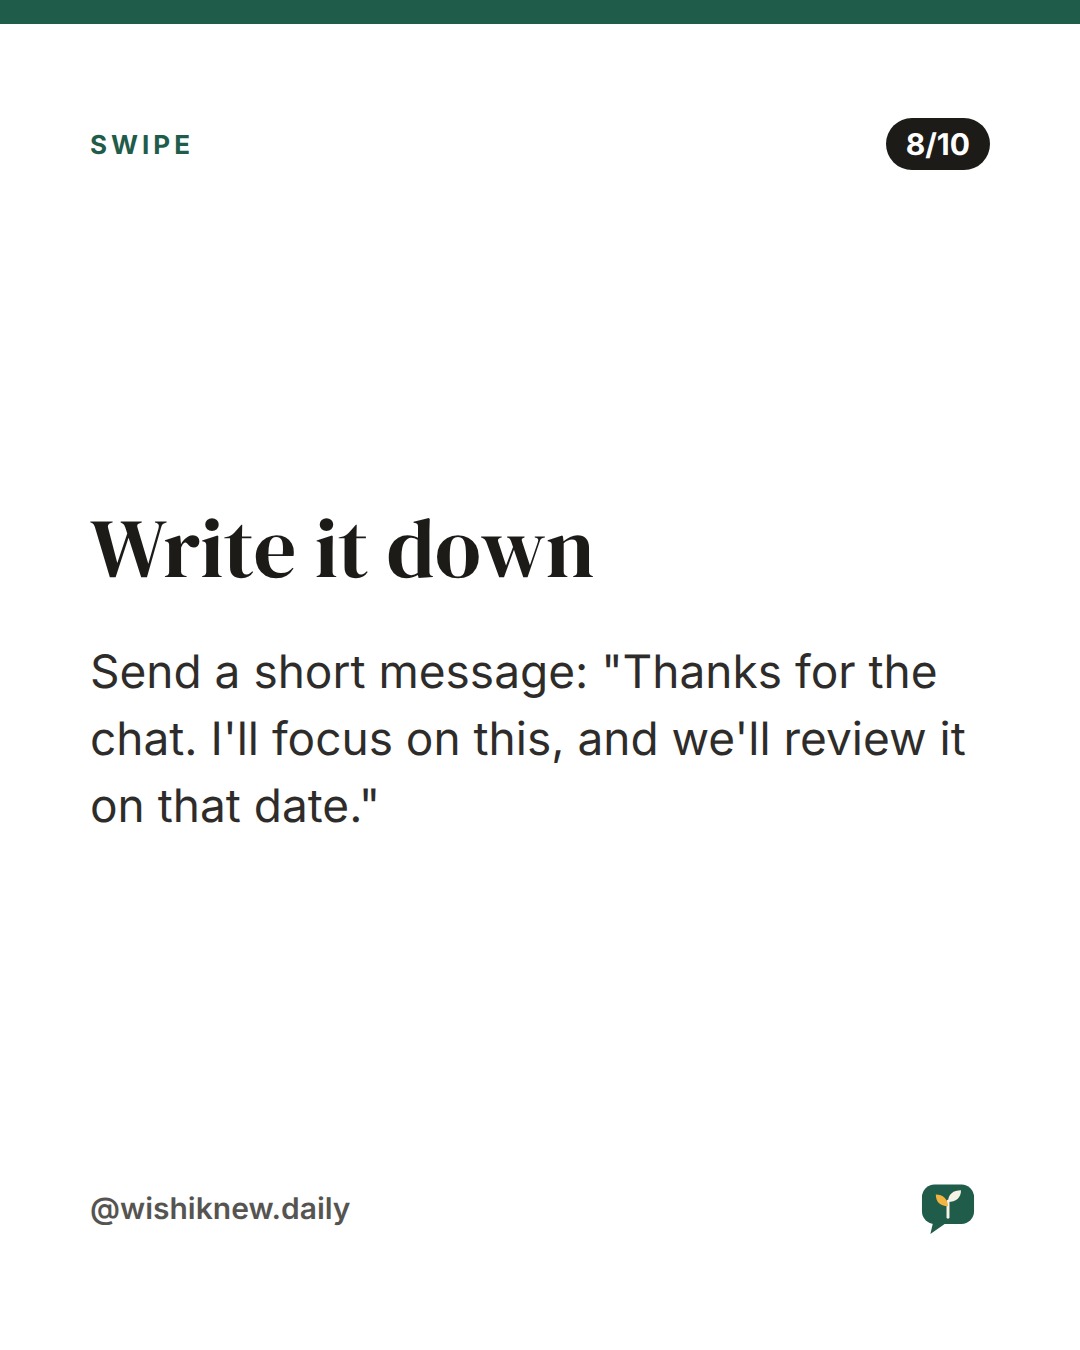 SWIPE
8/10
Write it down
Send a short message: "Thanks for the
chat. I'll focus on this, and we'll review it
on that date."
@wishiknew.daily